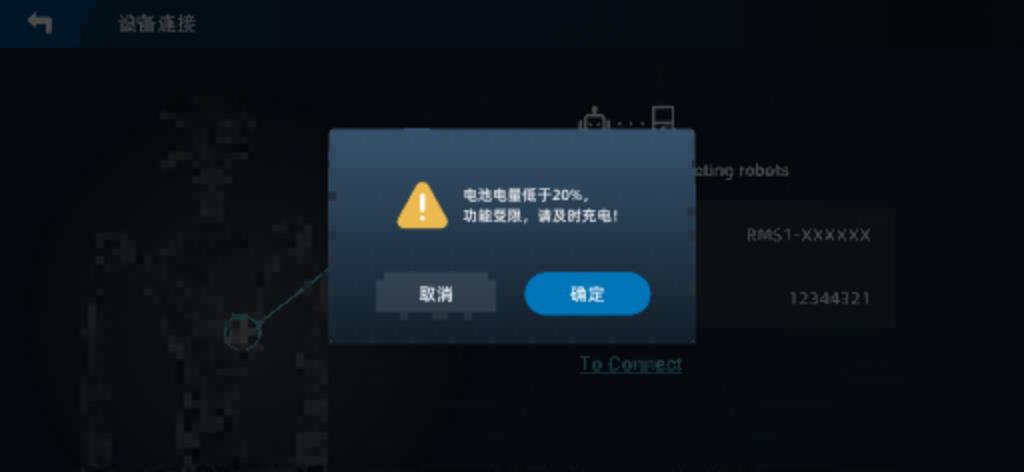 设备连接
电池电量低于20%，
功能受限，请及时充电！
cting robots
RMS1-XXXXXX
取消
确定
12344321
To Connect